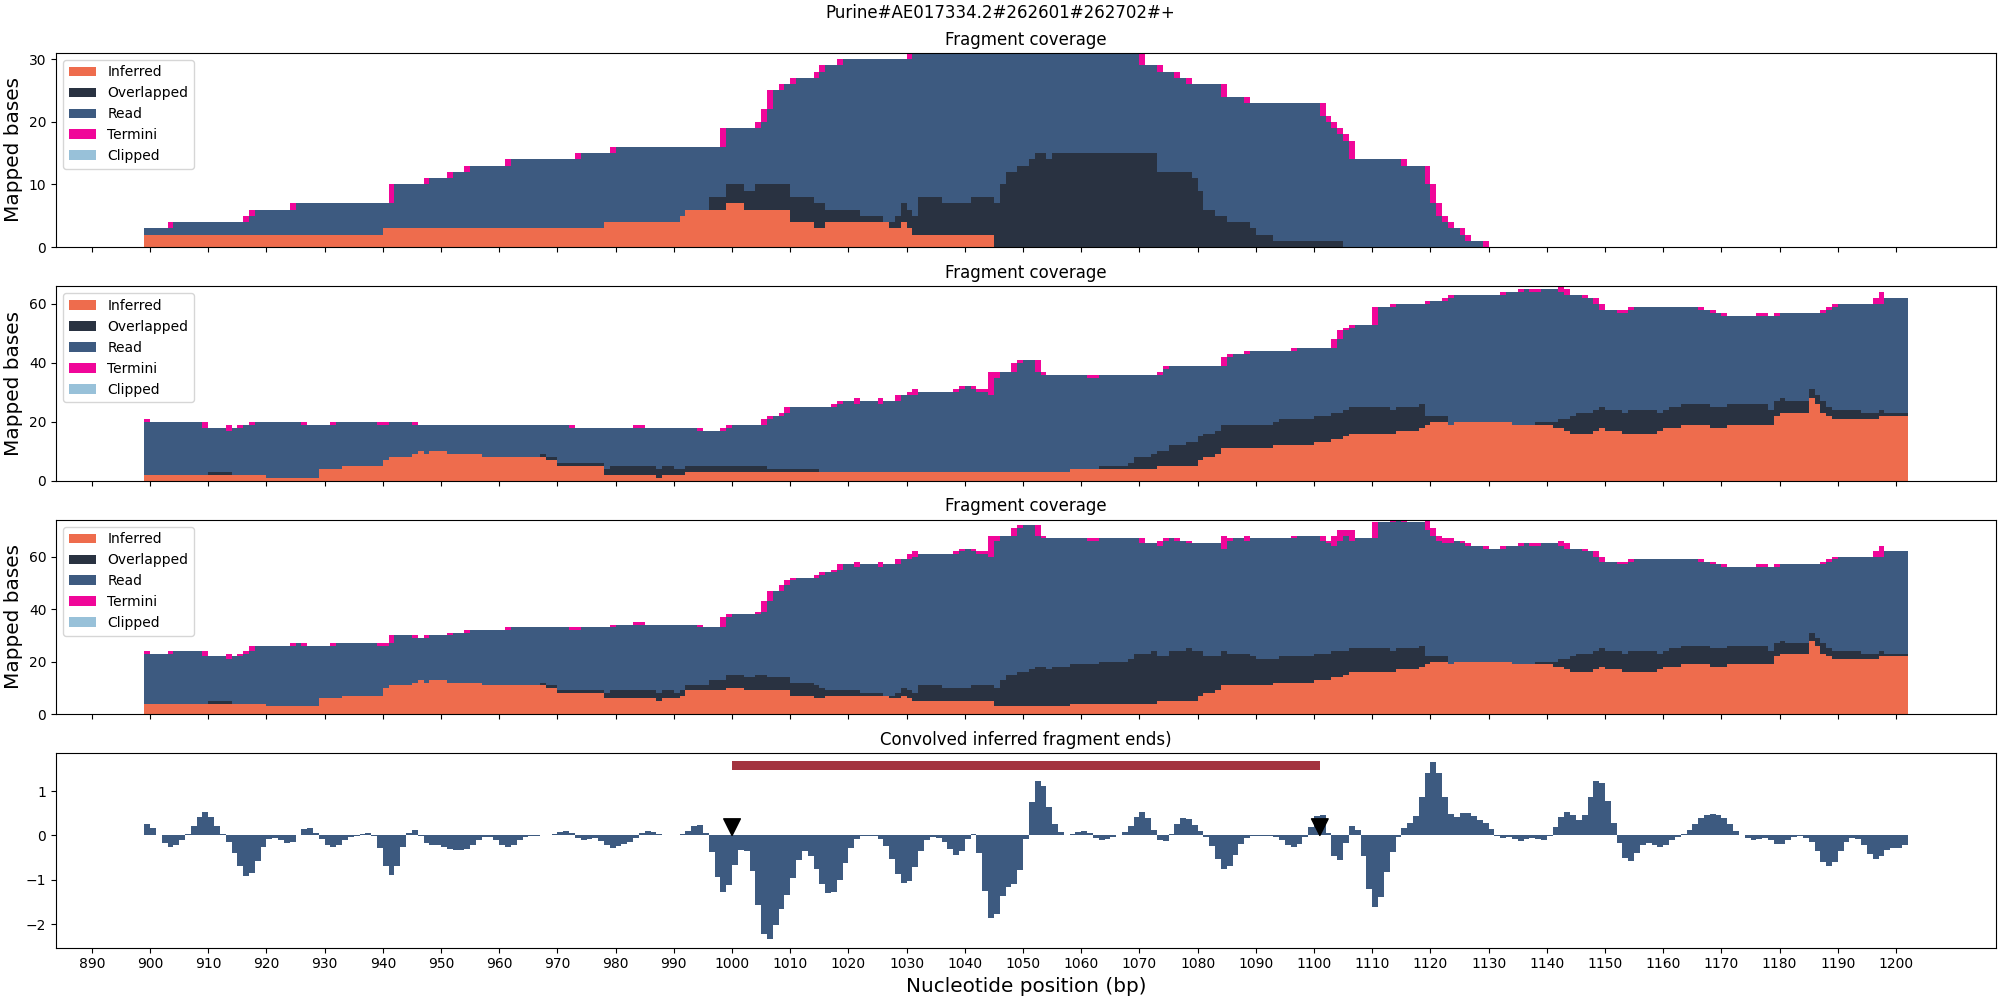 Purine#AE017334.2#262601#262702#+
Fragment coverage
Mapped bases
30
20
10
0
Inferred
Overlapped
Read
Termini
Clipped
Fragment coverage
Mapped bases
60
40
20
0
Inferred
Overlapped
Read
Termini
Clipped
Fragment coverage
Mapped bases
60
40
20
0
Inferred
Overlapped
Read
Termini
Clipped
Convolved inferred fragment ends)
1
0
−1
−2
890 900 910 920 930 940 950 960 970 980 990 1000 1010 1020 1030 1040 1050 1060 1070 1080 1090 1100 1110 1120 1130 1140 1150 1160 1170 1180 1190 1200
Nucleotide position (bp)